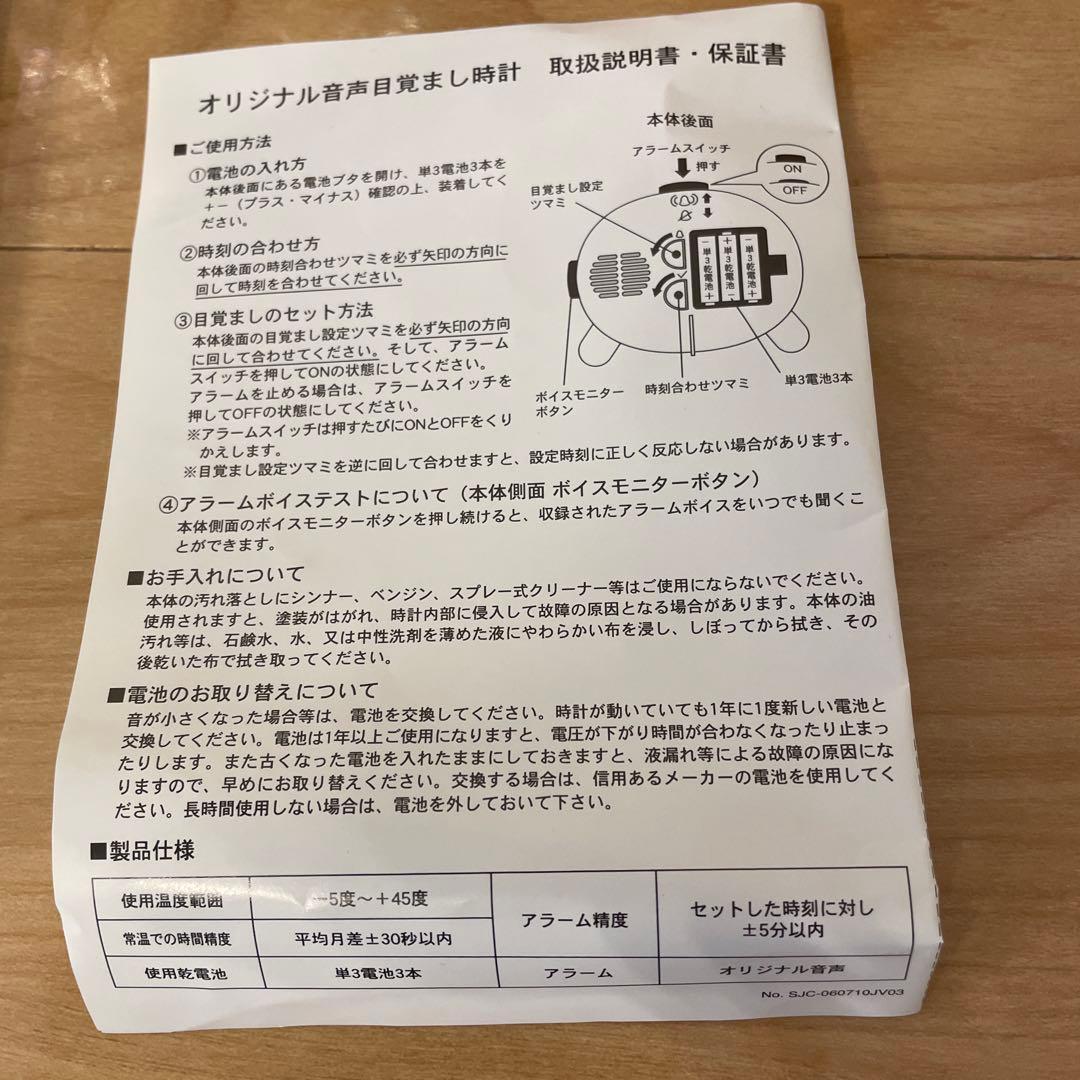 オリジナル音声目覚まし時計　取扱説明書・保証書
■ご使用方法
①電池の入れ方
本体後面にある電池ブタを開け、単3電池3本を
＋－（プラス・マイナス）確認の上、装着してく
ださい。
②時刻の合わせ方
本体後面の時刻合わせツマミを必ず矢印の方向に
回して時刻を合わせてください。
③目覚ましのセット方法
本体後面の目覚まし設定ツマミを必ず矢印の方向
に回して合わせてください。そして、アラーム
スイッチを押してONの状態にしてください。
アラームを止める場合は、アラームスイッチを
押してOFFの状態にしてください。
※アラームスイッチは押すたびにONとOFFをくり
かえします。
※目覚まし設定ツマミを逆に回して合わせますと、設定時刻に正しく反応しない場合があります。
本体後面
アラームスイッチ
押す
ON
OFF
目覚まし設定
ツマミ
－単3乾電池＋
＋単3乾電池－
－単3乾電池＋
ボイスモニター
ボタン
時刻合わせツマミ
単3電池3本
④アラームボイステストについて（本体側面 ボイスモニターボタン）
本体側面のボイスモニターボタンを押し続けると、収録されたアラームボイスをいつでも聞くこ
とができます。
■お手入れについて
本体の汚れ落としにシンナー、ベンジン、スプレー式クリーナー等はご使用にならないでください。
使用されますと、塗装がはがれ、時計内部に侵入して故障の原因となる場合があります。本体の油
汚れ等は、石鹸水、水、又は中性洗剤を薄めた液にやわらかい布を浸し、しぼってから拭き、その
後乾いた布で拭き取ってください。
■電池のお取り替えについて
音が小さくなった場合等は、電池を交換してください。時計が動いていても1年に1度新しい電池と
交換してください。電池は1年以上ご使用になりますと、電圧が下がり時間が合わなくなったり止まっ
たりします。また古くなった電池を入れたままにしておきますと、液漏れ等による故障の原因にな
りますので、早めにお取り替えください。交換する場合は、信用あるメーカーの電池を使用してく
ださい。長時間使用しない場合は、電池を外しておいて下さい。
■製品仕様
使用温度範囲　－5度～＋45度
常温での時間精度　平均月差±30秒以内
アラーム精度　セットした時刻に対し
±5分以内
使用乾電池　単3電池3本　アラーム　オリジナル音声
No. SJC-060710JV03